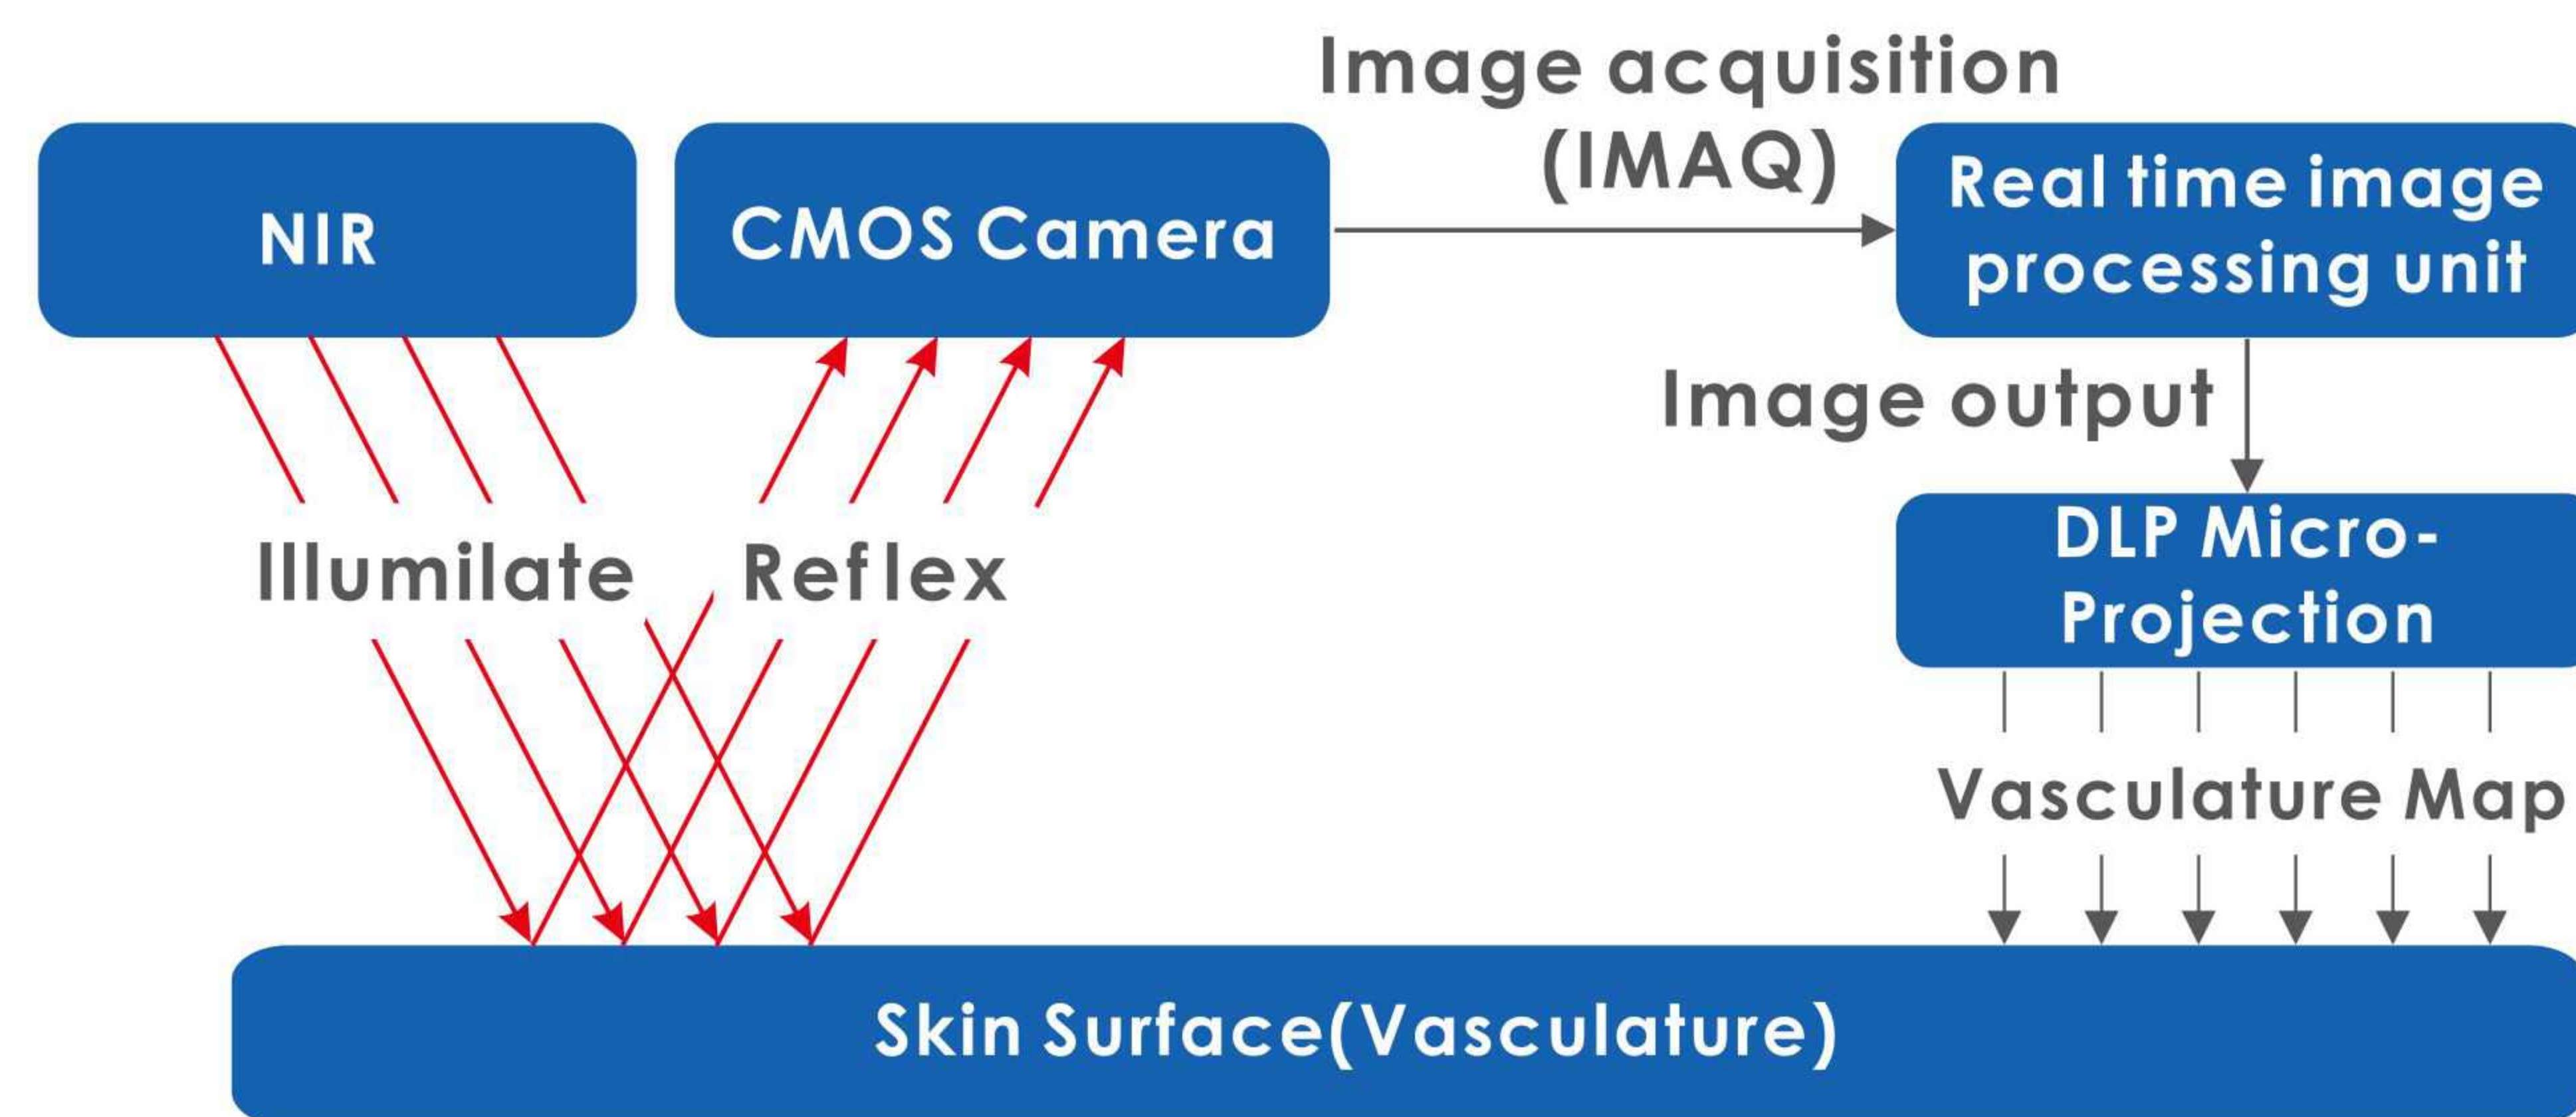 Image acquisition
(IMAQ)
NIR
CMOS Camera
Real time image
processing unit
Image output
DLP Micro-
Projection
Illumilate
Reflex
Vasculature Map
Skin Surface(Vasculature)